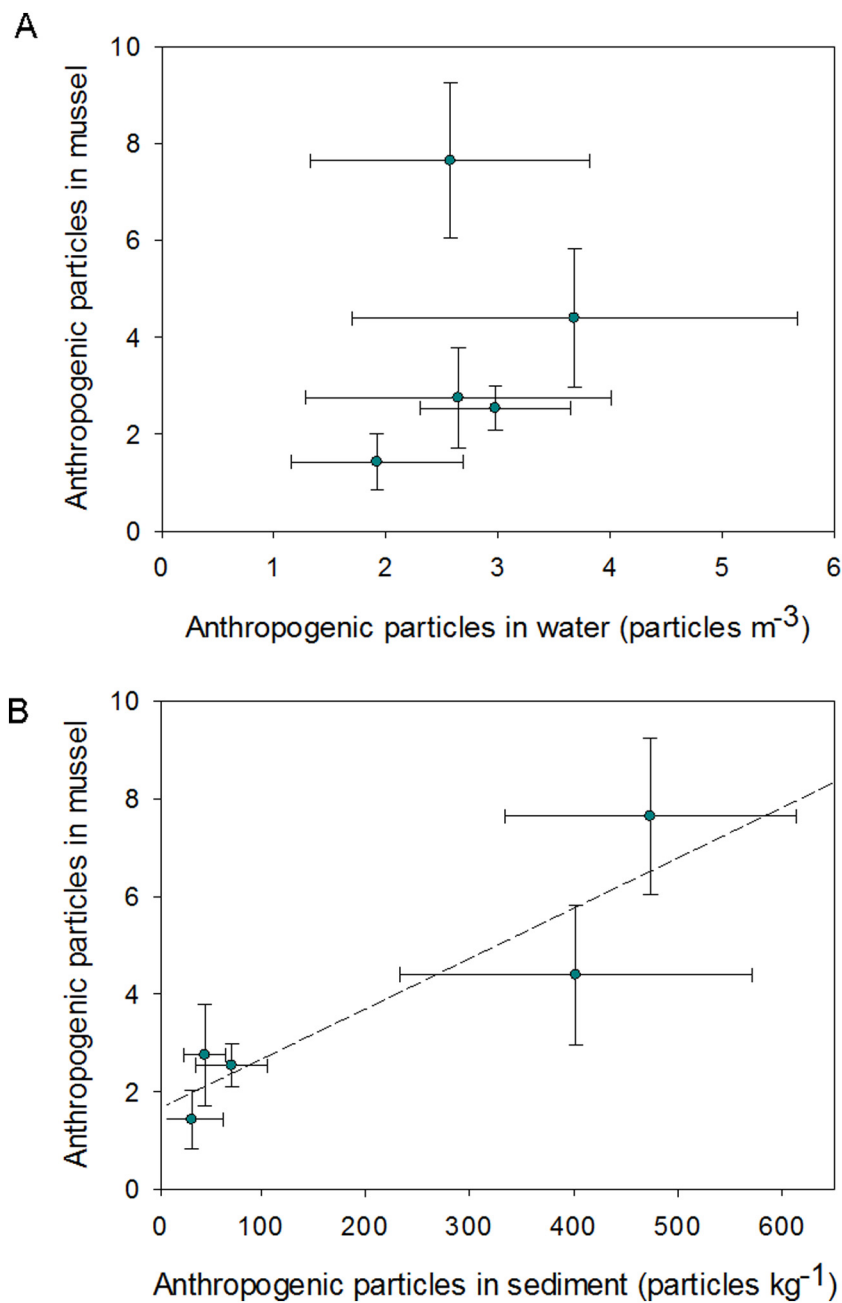 A
Anthropogenic particles in mussel
10
8
6
4
2
0
0 1 2 3 4 5 6
Anthropogenic particles in water (particles m-3)
B
Anthropogenic particles in mussel
10
8
6
4
2
0
0 100 200 300 400 500 600
Anthropogenic particles in sediment (particles kg-1)